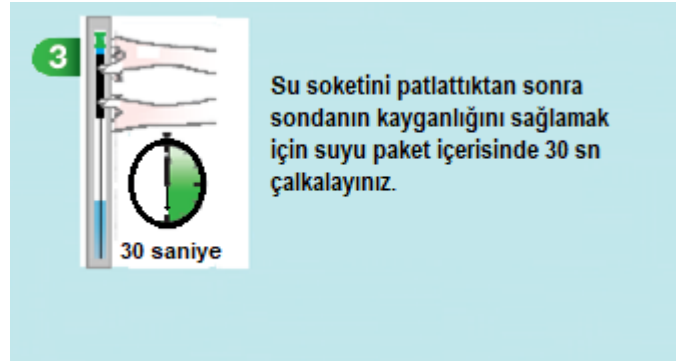 3
Su soketini patlattıktan sonra
sondanın kayganlığını sağlamak
için suyu paket içerisinde 30 sn
çalkalayınız.
30 saniye